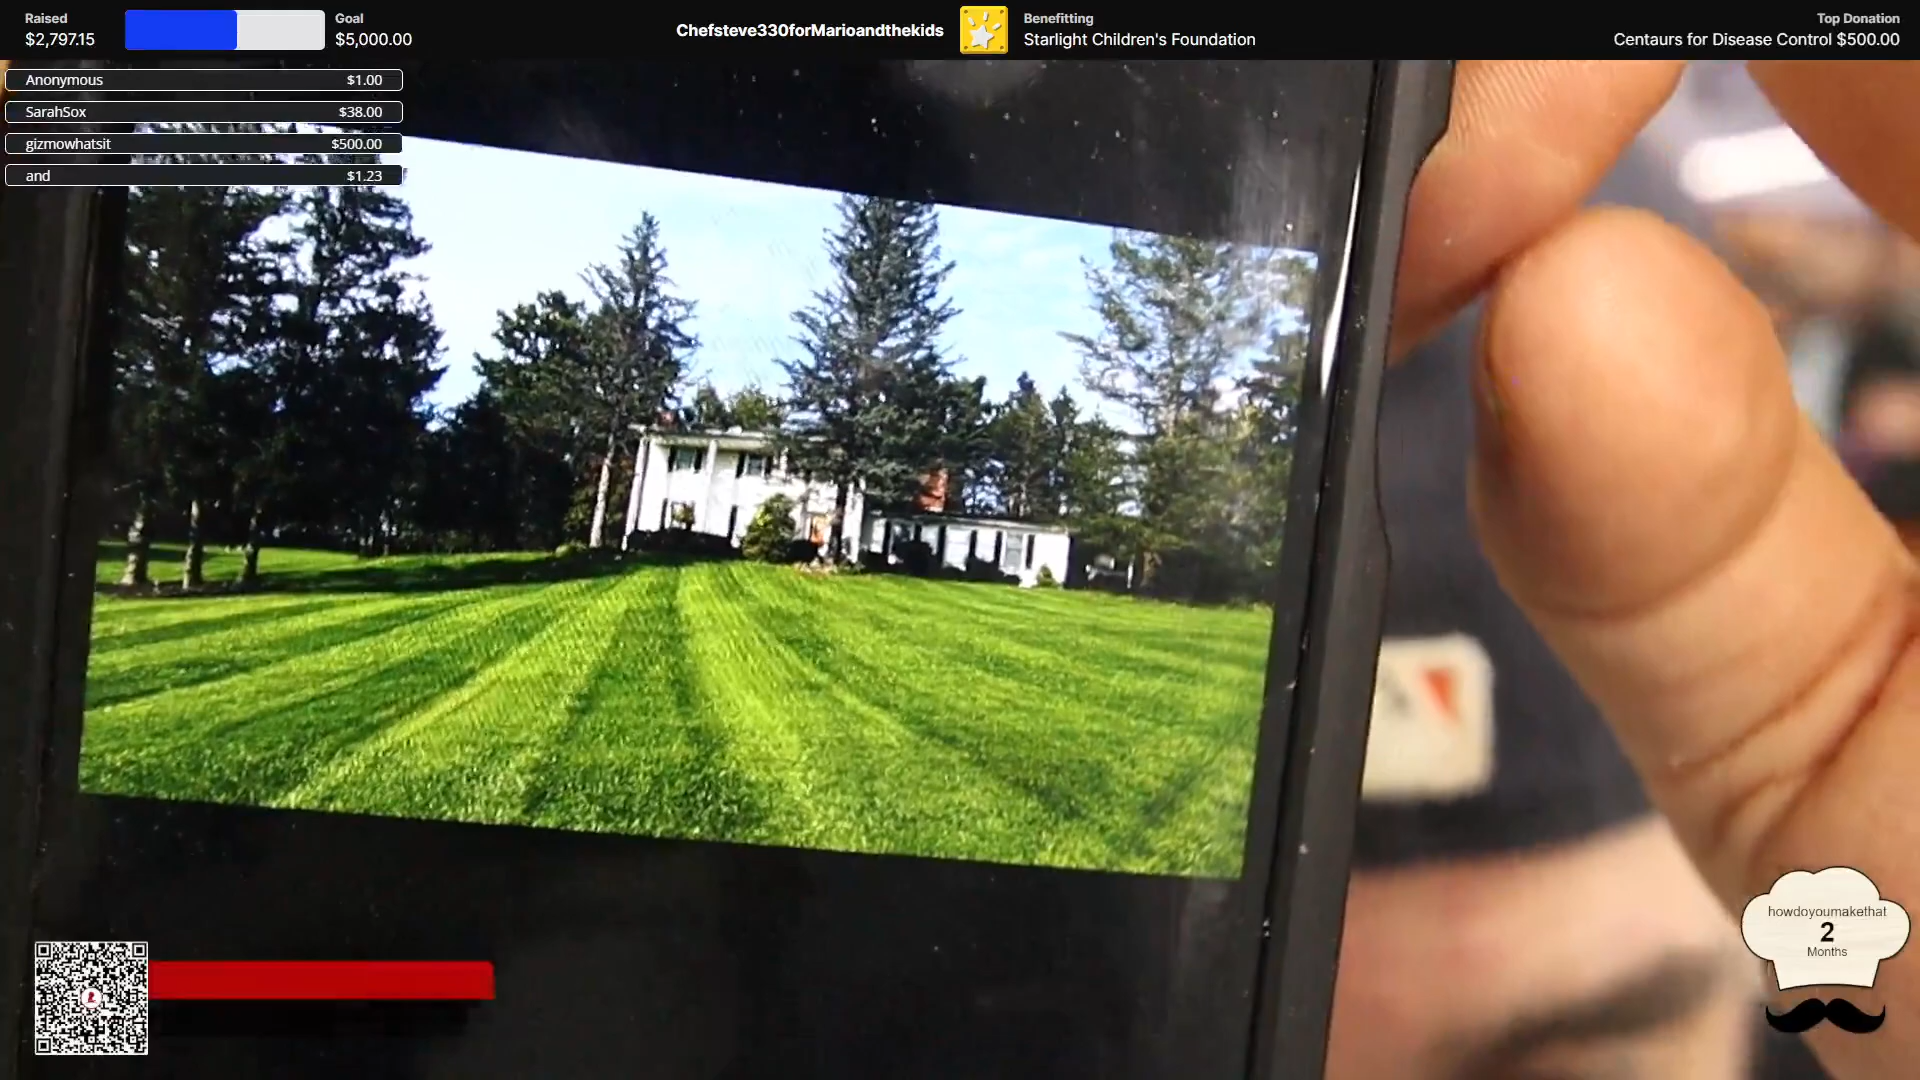 Raised
$2,797.15
Goal
$5,000.00
Chefsteve330forMarioandthekids
Benefitting
Starlight Children's Foundation
Top Donation
Centaurs for Disease Control $500.00
Anonymous $1.00
SarahSox $38.00
gizmowhatsit $500.00
and $1.23
howdoyoumakethat
2
Months